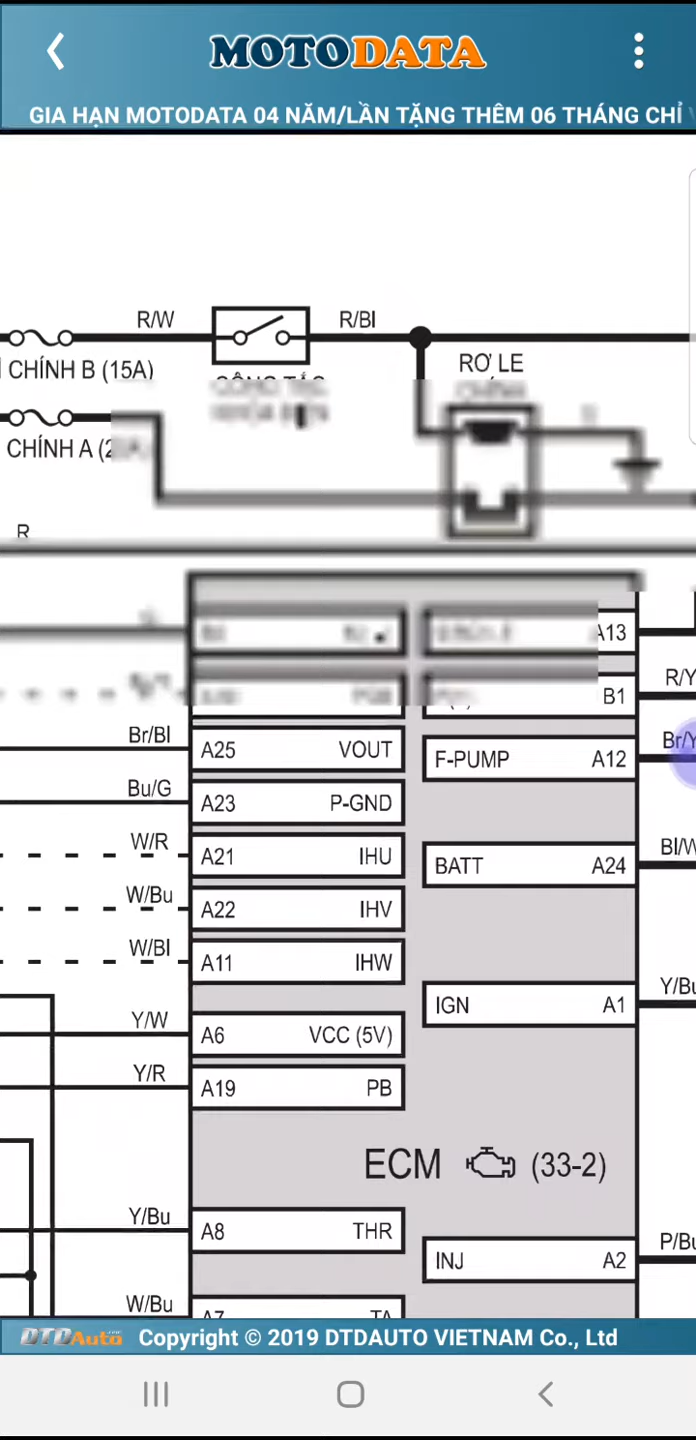 MOTODATA
GIA HẠN MOTODATA 04 NĂM/LẦN TẶNG THÊM 06 THÁNG CHỈ
R/W
R/Bl
CHÍNH B (15A)
RƠ LE
CHÍNH A
R
A13
R/Y
B1
Br/Bl
A25 VOUT
Br/Y
F-PUMP A12
Bu/G
A23 P-GND
W/R
A21 IHU
Bl/W
BATT A24
W/Bu
A22 IHV
W/Bl
A11 IHW
Y/Bu
IGN A1
Y/W
A6 VCC (5V)
Y/R
A19 PB
ECM (33-2)
Y/Bu
A8 THR
P/Bu
INJ A2
W/Bu
A7 TA
DTDAuto Copyright © 2019 DTDAUTO VIETNAM Co., Ltd